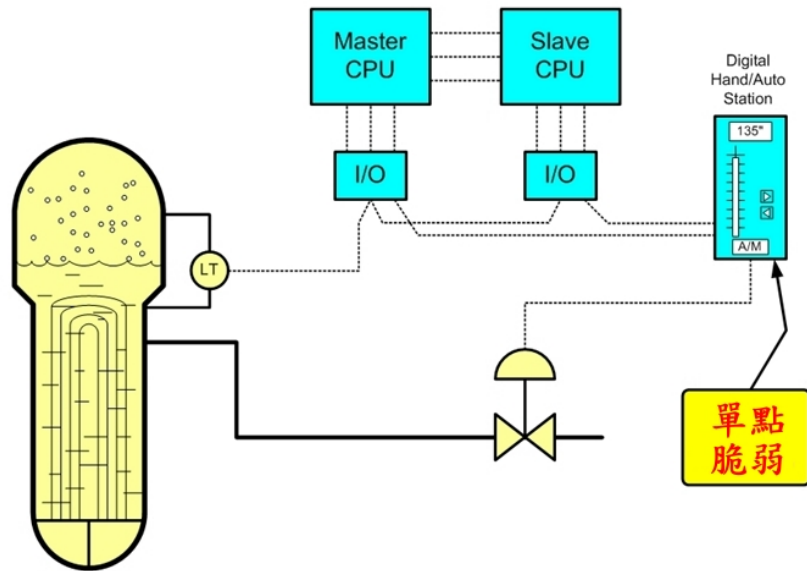 Master
CPU
Slave
CPU
Digital
Hand/Auto
Station
135"
I/O
I/O
A/M
LT
單點
脆弱